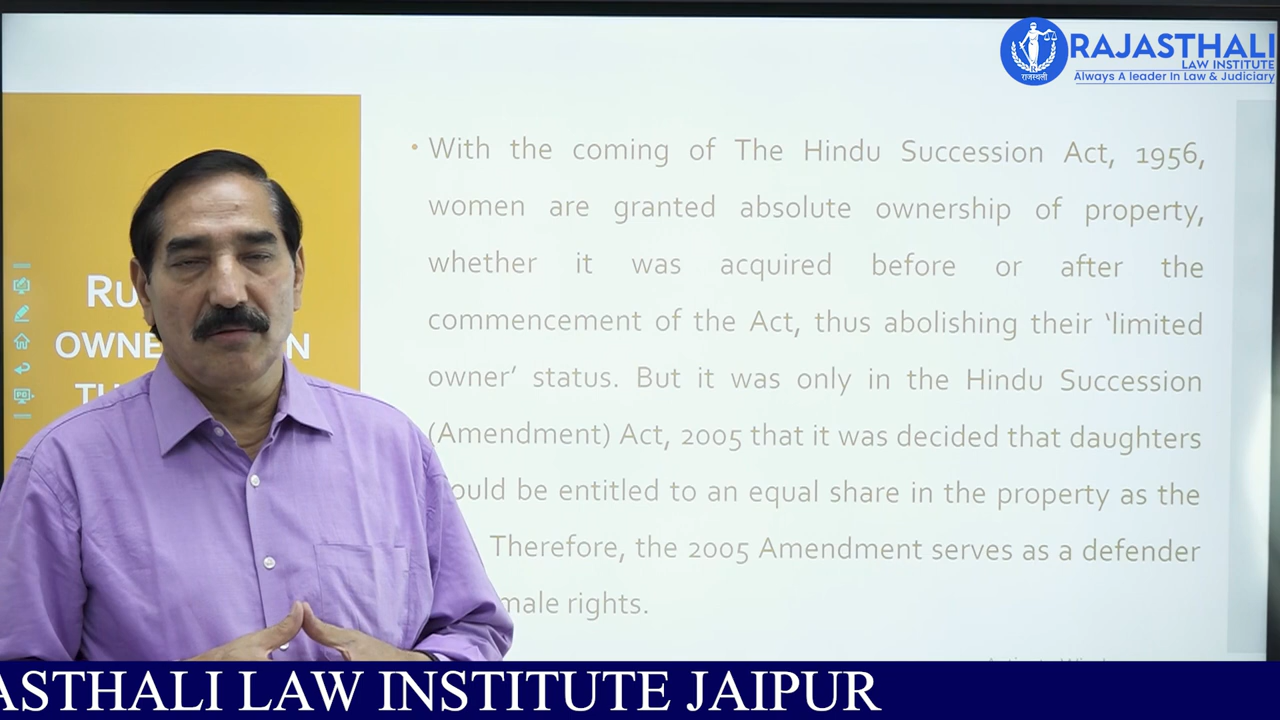 RAJASTHALI
LAW INSTITUTE
Always A leader In Law & Judiciary
राजस्थली
• With the coming of The Hindu Succession Act, 1956,
women are granted absolute ownership of property,
whether it was acquired before or after the
commencement of the Act, thus abolishing their ‘limited
owner’ status. But it was only in the Hindu Succession
(Amendment) Act, 2005 that it was decided that daughters
ould be entitled to an equal share in the property as the
Therefore, the 2005 Amendment serves as a defender
male rights.
RU
OWNE N
TH
ASTHALI LAW INSTITUTE JAIPUR